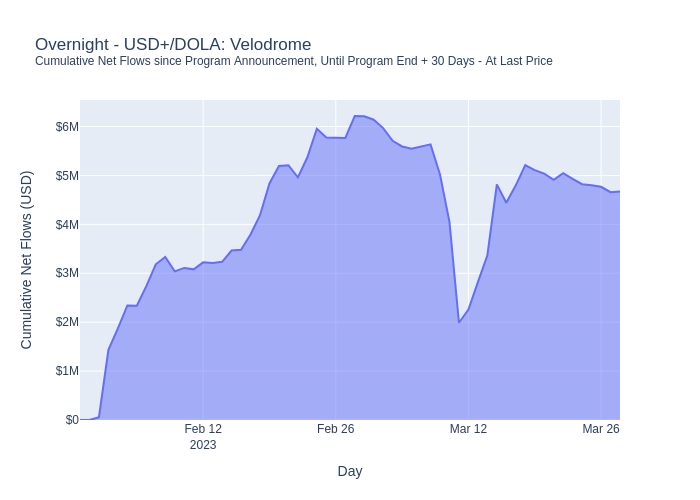 Overnight - USD+/DOLA: Velodrome
Cumulative Net Flows since Program Announcement, Until Program End + 30 Days - At Last Price
Cumulative Net Flows (USD)
$6M
$5M
$4M
$3M
$2M
$1M
$0
Feb 12
2023
Feb 26
Mar 12
Mar 26
Day